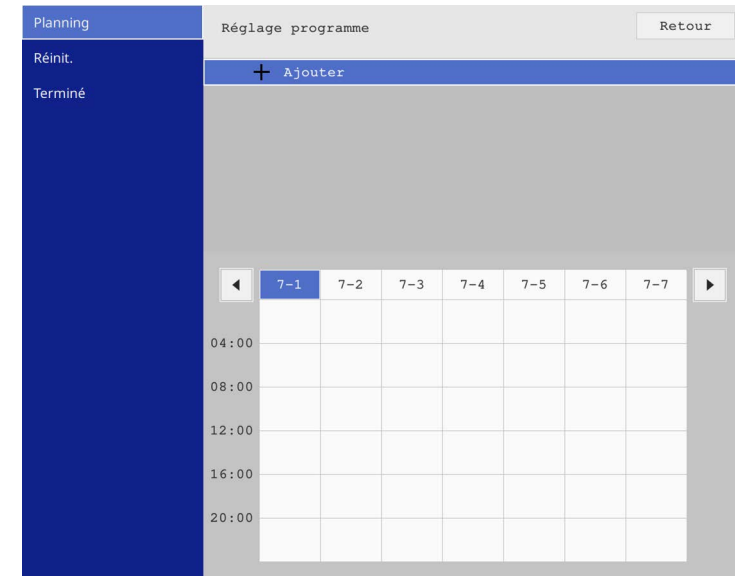 Planning
Réinit.
Terminé
Réglage programme
Retour
+ Ajouter
7-1 7-2 7-3 7-4 7-5 7-6 7-7
04:00
08:00
12:00
16:00
20:00